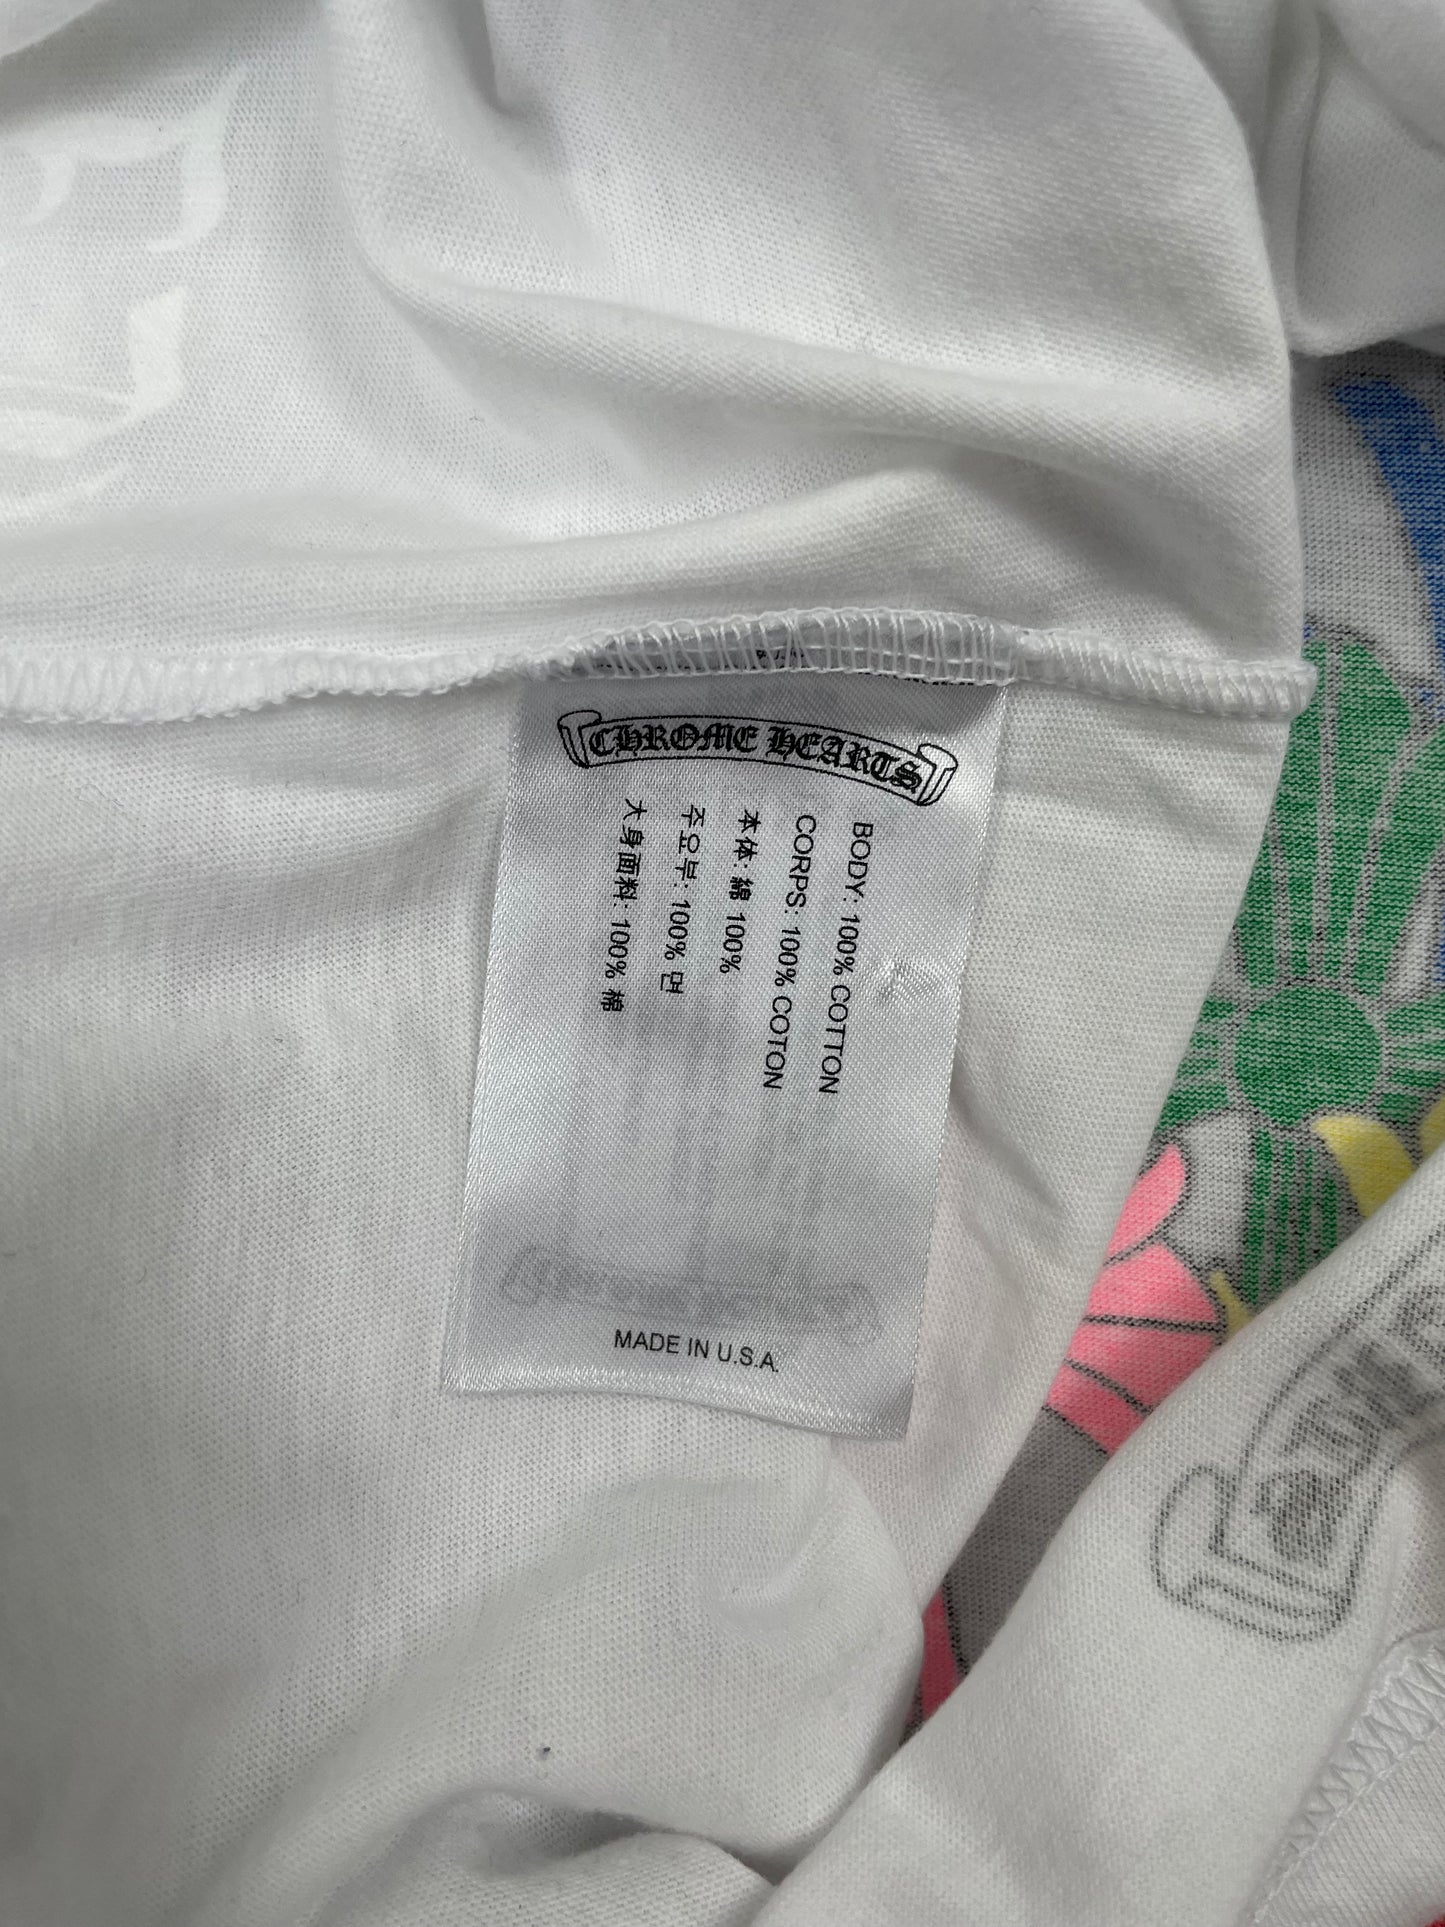 CHROME HEARTS
BODY: 100% COTTON
CORPS: 100% COTON
本体: 綿 100%
주요부: 100% 면
大身面料: 100% 棉
MADE IN U.S.A.